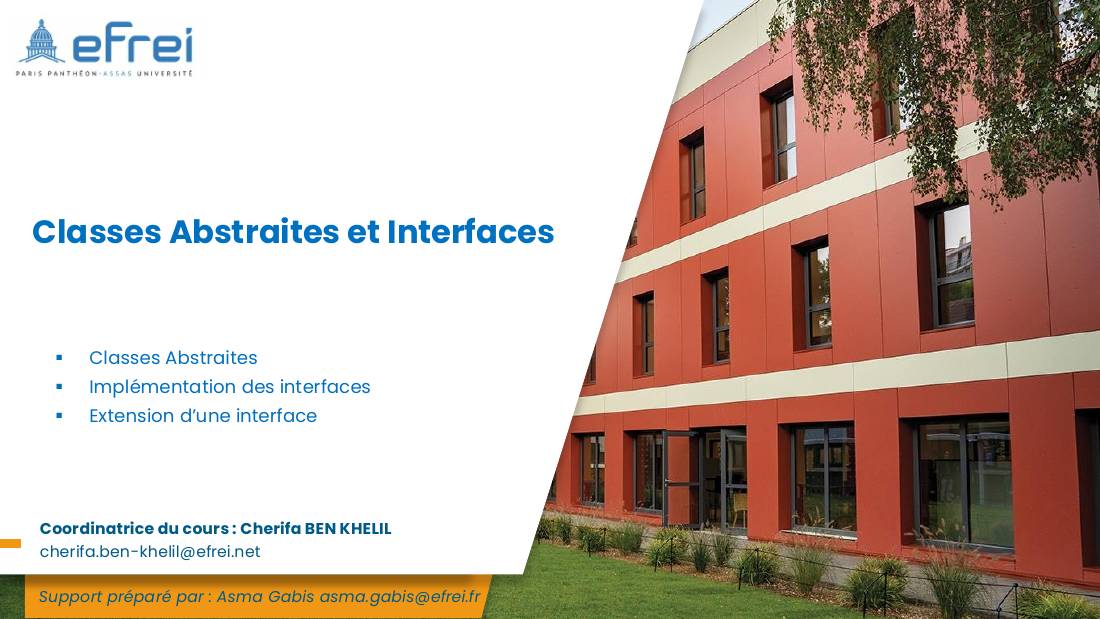 efrei
PARIS PANTHÉON-ASSAS UNIVERSITÉ
Classes Abstraites et Interfaces
▪ Classes Abstraites
▪ Implémentation des interfaces
▪ Extension d’une interface
Coordinatrice du cours : Cherifa BEN KHELIL
cherifa.ben-khelil@efrei.net
Support préparé par : Asma Gabis asma.gabis@efrei.fr